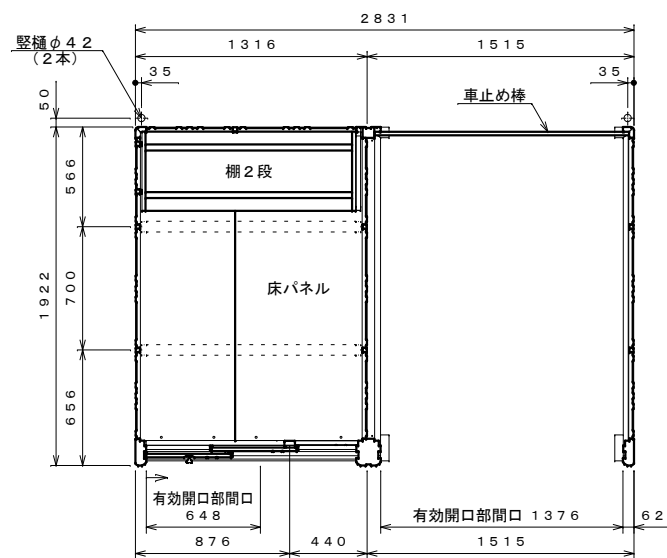 ２８３１
１３１６
１５１５
竪樋φ４２
（２本）
３５
３５
５０
車止め棒
棚２段
５６６
７００
１９２２
６５６
床パネル
有効開口部間口
６４８
有効開口部間口 １３７６
６２
８７６
４４０
１５１５